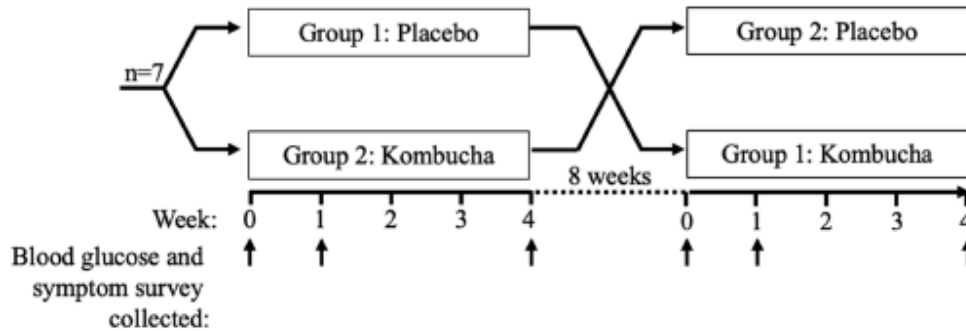 Group 1: Placebo
Group 2: Placebo
n=7
Group 2: Kombucha
Group 1: Kombucha
8 weeks
Week: 0 1 2 3 4 0 1 2 3 4
Blood glucose and
symptom survey
collected: